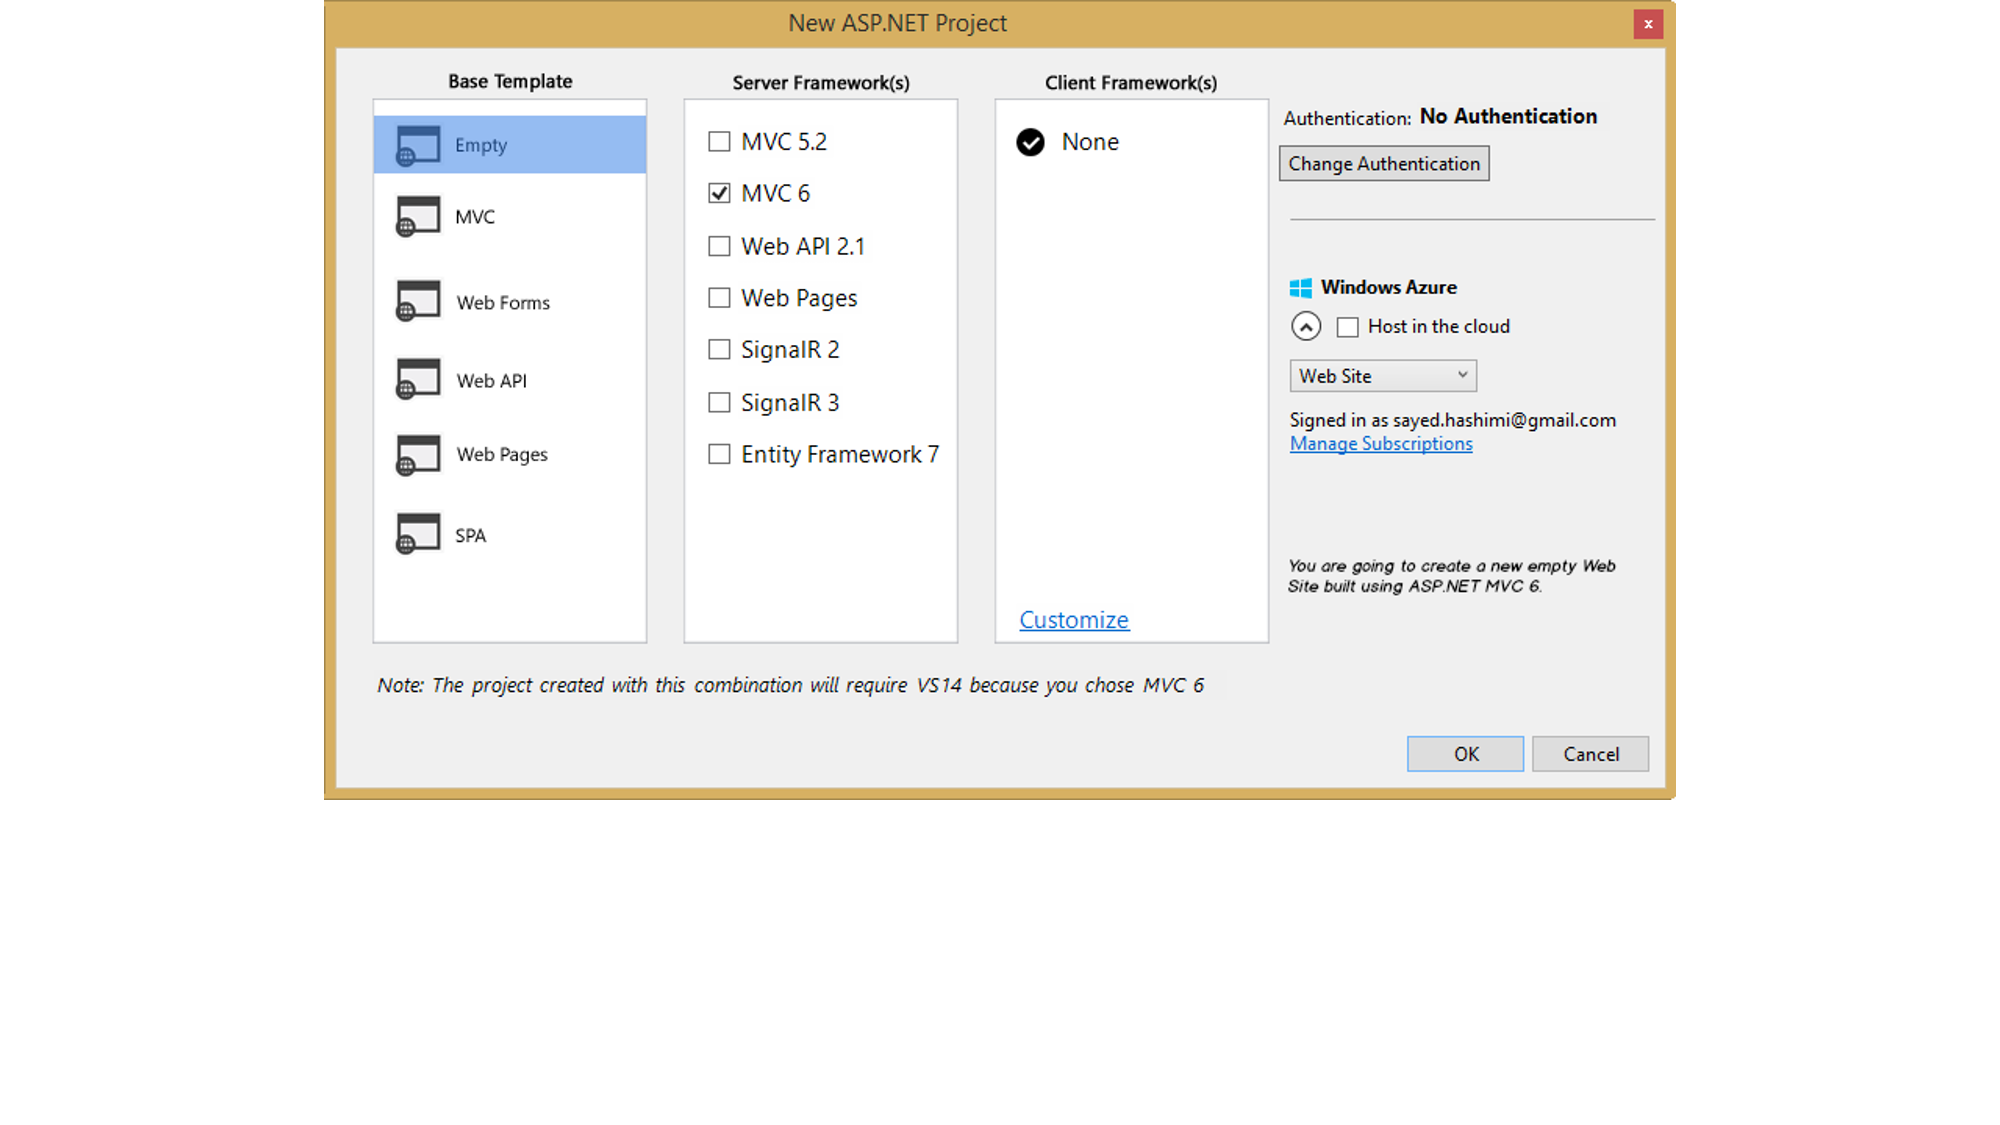 New ASP.NET Project
x
Base Template
Empty
MVC
Web Forms
Web API
Web Pages
SPA
Server Framework(s)
MVC 5.2
MVC 6
Web API 2.1
Web Pages
SignalR 2
SignalR 3
Entity Framework 7
Client Framework(s)
None
Customize
Authentication: No Authentication
Change Authentication
Windows Azure
Host in the cloud
Web Site
Signed in as sayed.hashimi@gmail.com
Manage Subscriptions
You are going to create a new empty Web
Site built using ASP.NET MVC 6.
Note: The project created with this combination will require VS14 because you chose MVC 6
OK
Cancel